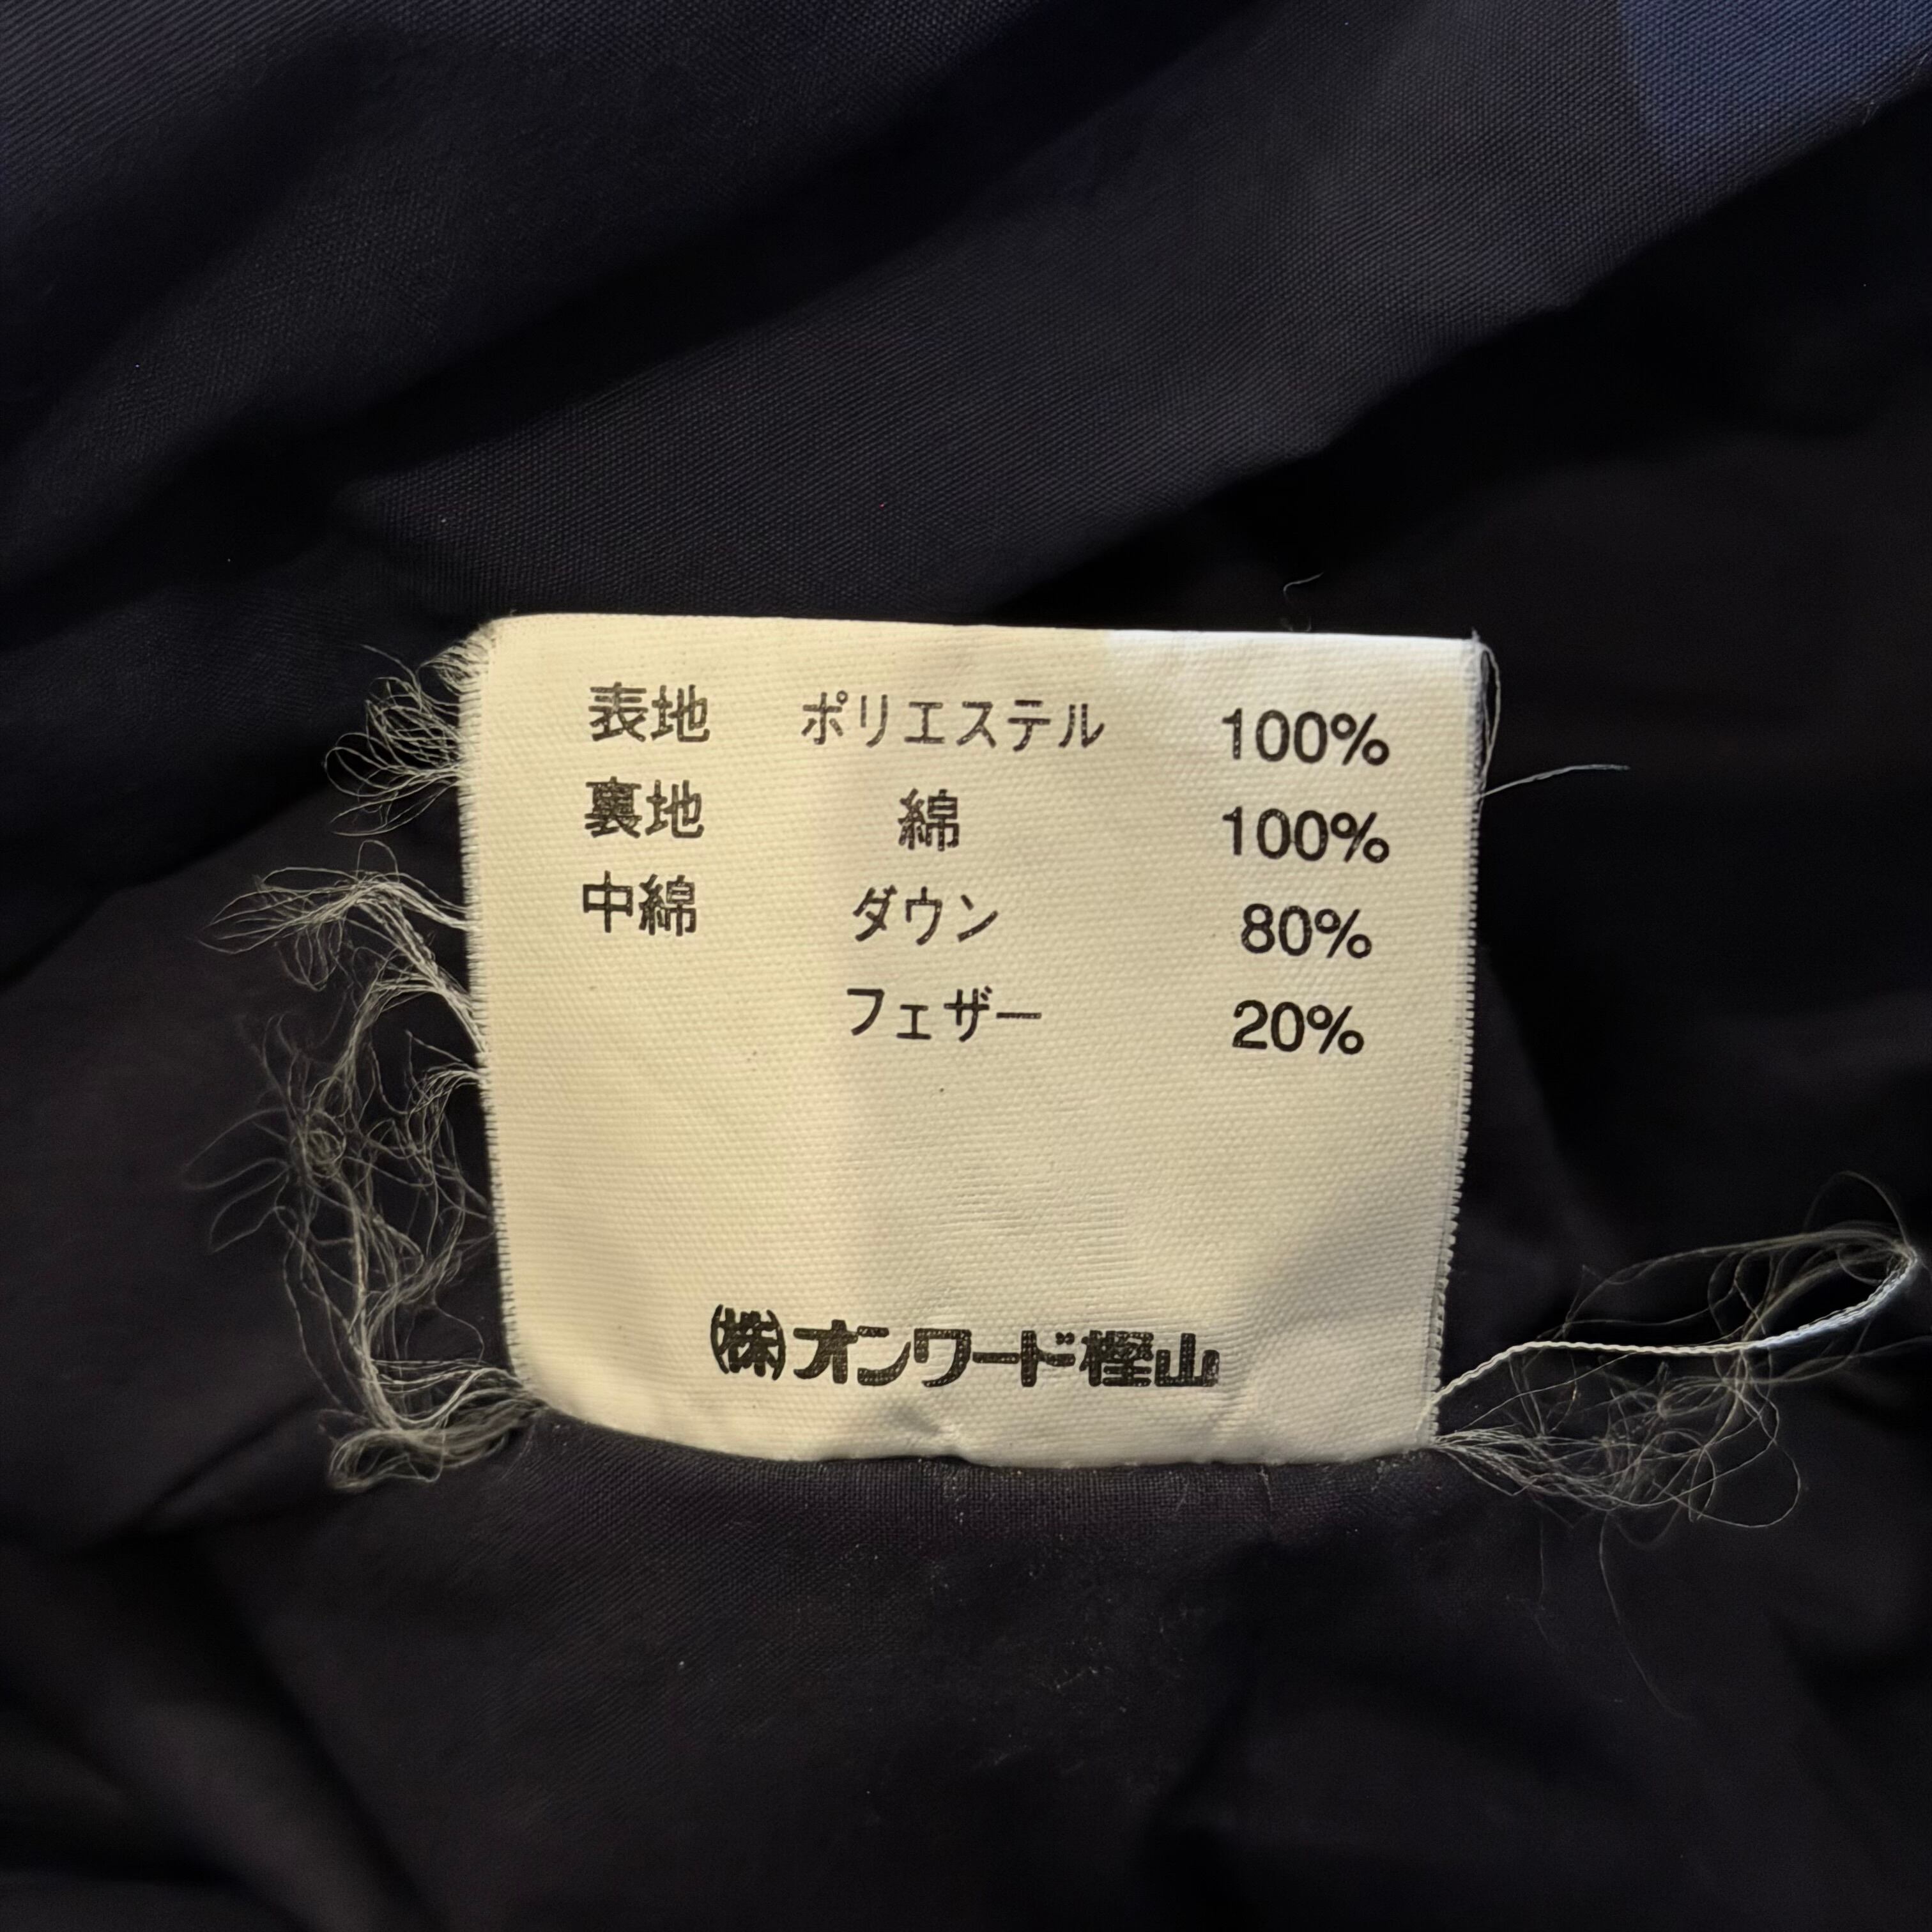 表地 ポリエステル 100%
裏地 綿 100%
中綿 ダウン 80%
フェザー 20%
㈱オンワード樫山